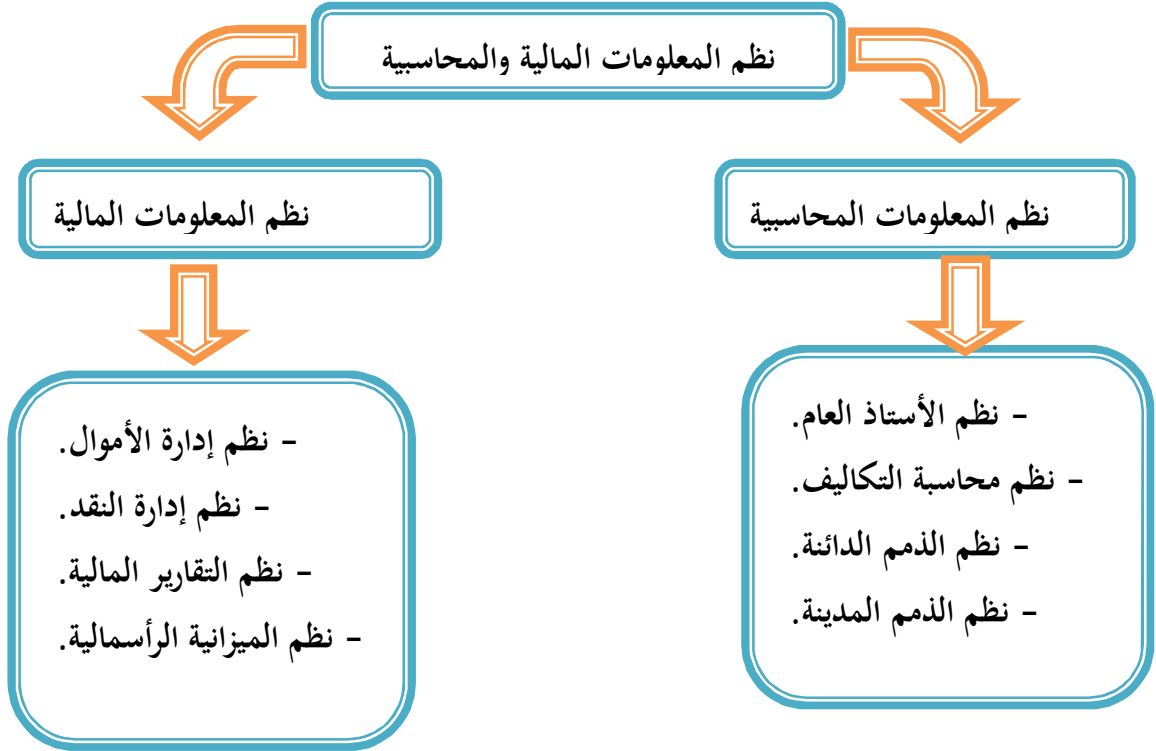 نظم المعلومات المالية والمحاسبية
نظم المعلومات المحاسبية
نظم المعلومات المالية
- نظم الأستاذ العام.
- نظم محاسبة التكاليف.
- نظم الذمم الدائنة.
- نظم الذمم المدينة.
- نظم إدارة الأموال.
- نظم إدارة النقد.
- نظم التقارير المالية.
- نظم الميزانية الرأسمالية.